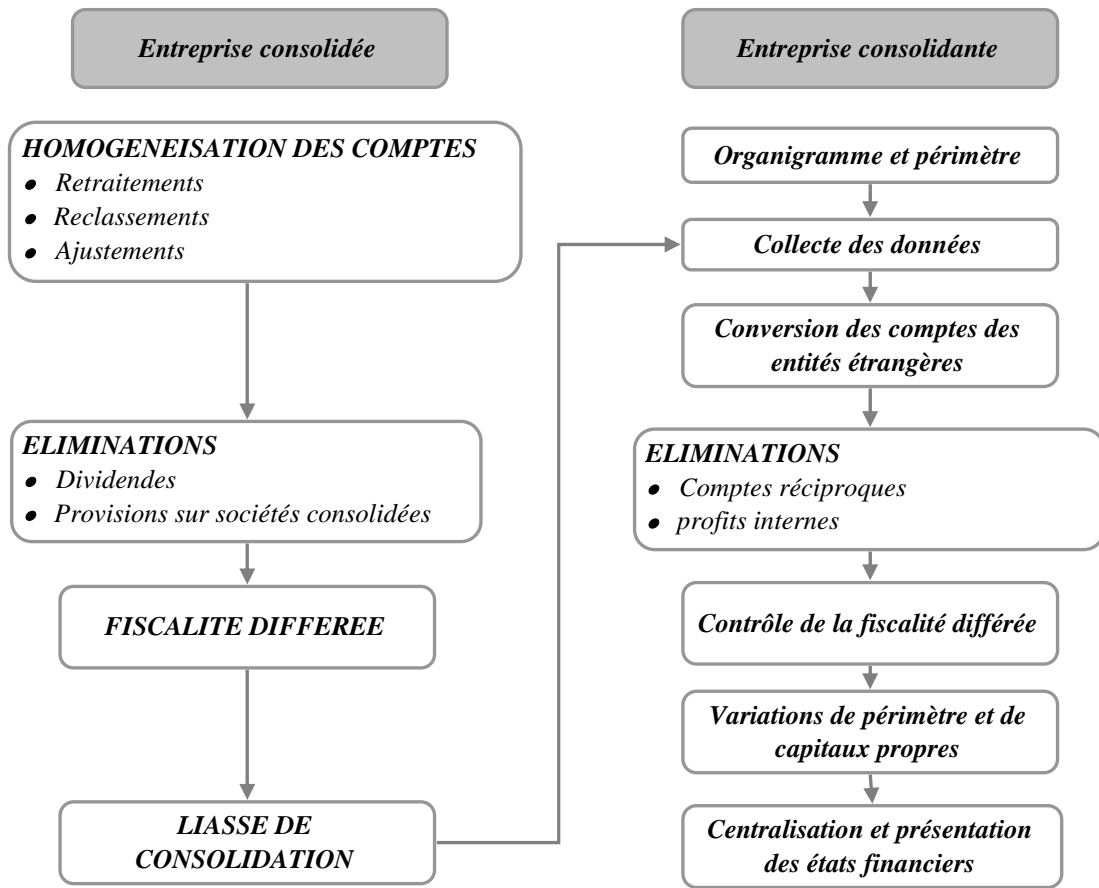 Entreprise consolidée
HOMOGENEISATION DES COMPTES
● Retraitements
● Reclassements
● Ajustements
ELIMINATIONS
● Dividendes
● Provisions sur sociétés consolidées
FISCALITE DIFFEREE
LIASSE DE
CONSOLIDATION
Entreprise consolidante
Organigramme et périmètre
Collecte des données
Conversion des comptes des
entités étrangères
ELIMINATIONS
● Comptes réciproques
● profits internes
Contrôle de la fiscalité différée
Variations de périmètre et de
capitaux propres
Centralisation et présentation
des états financiers